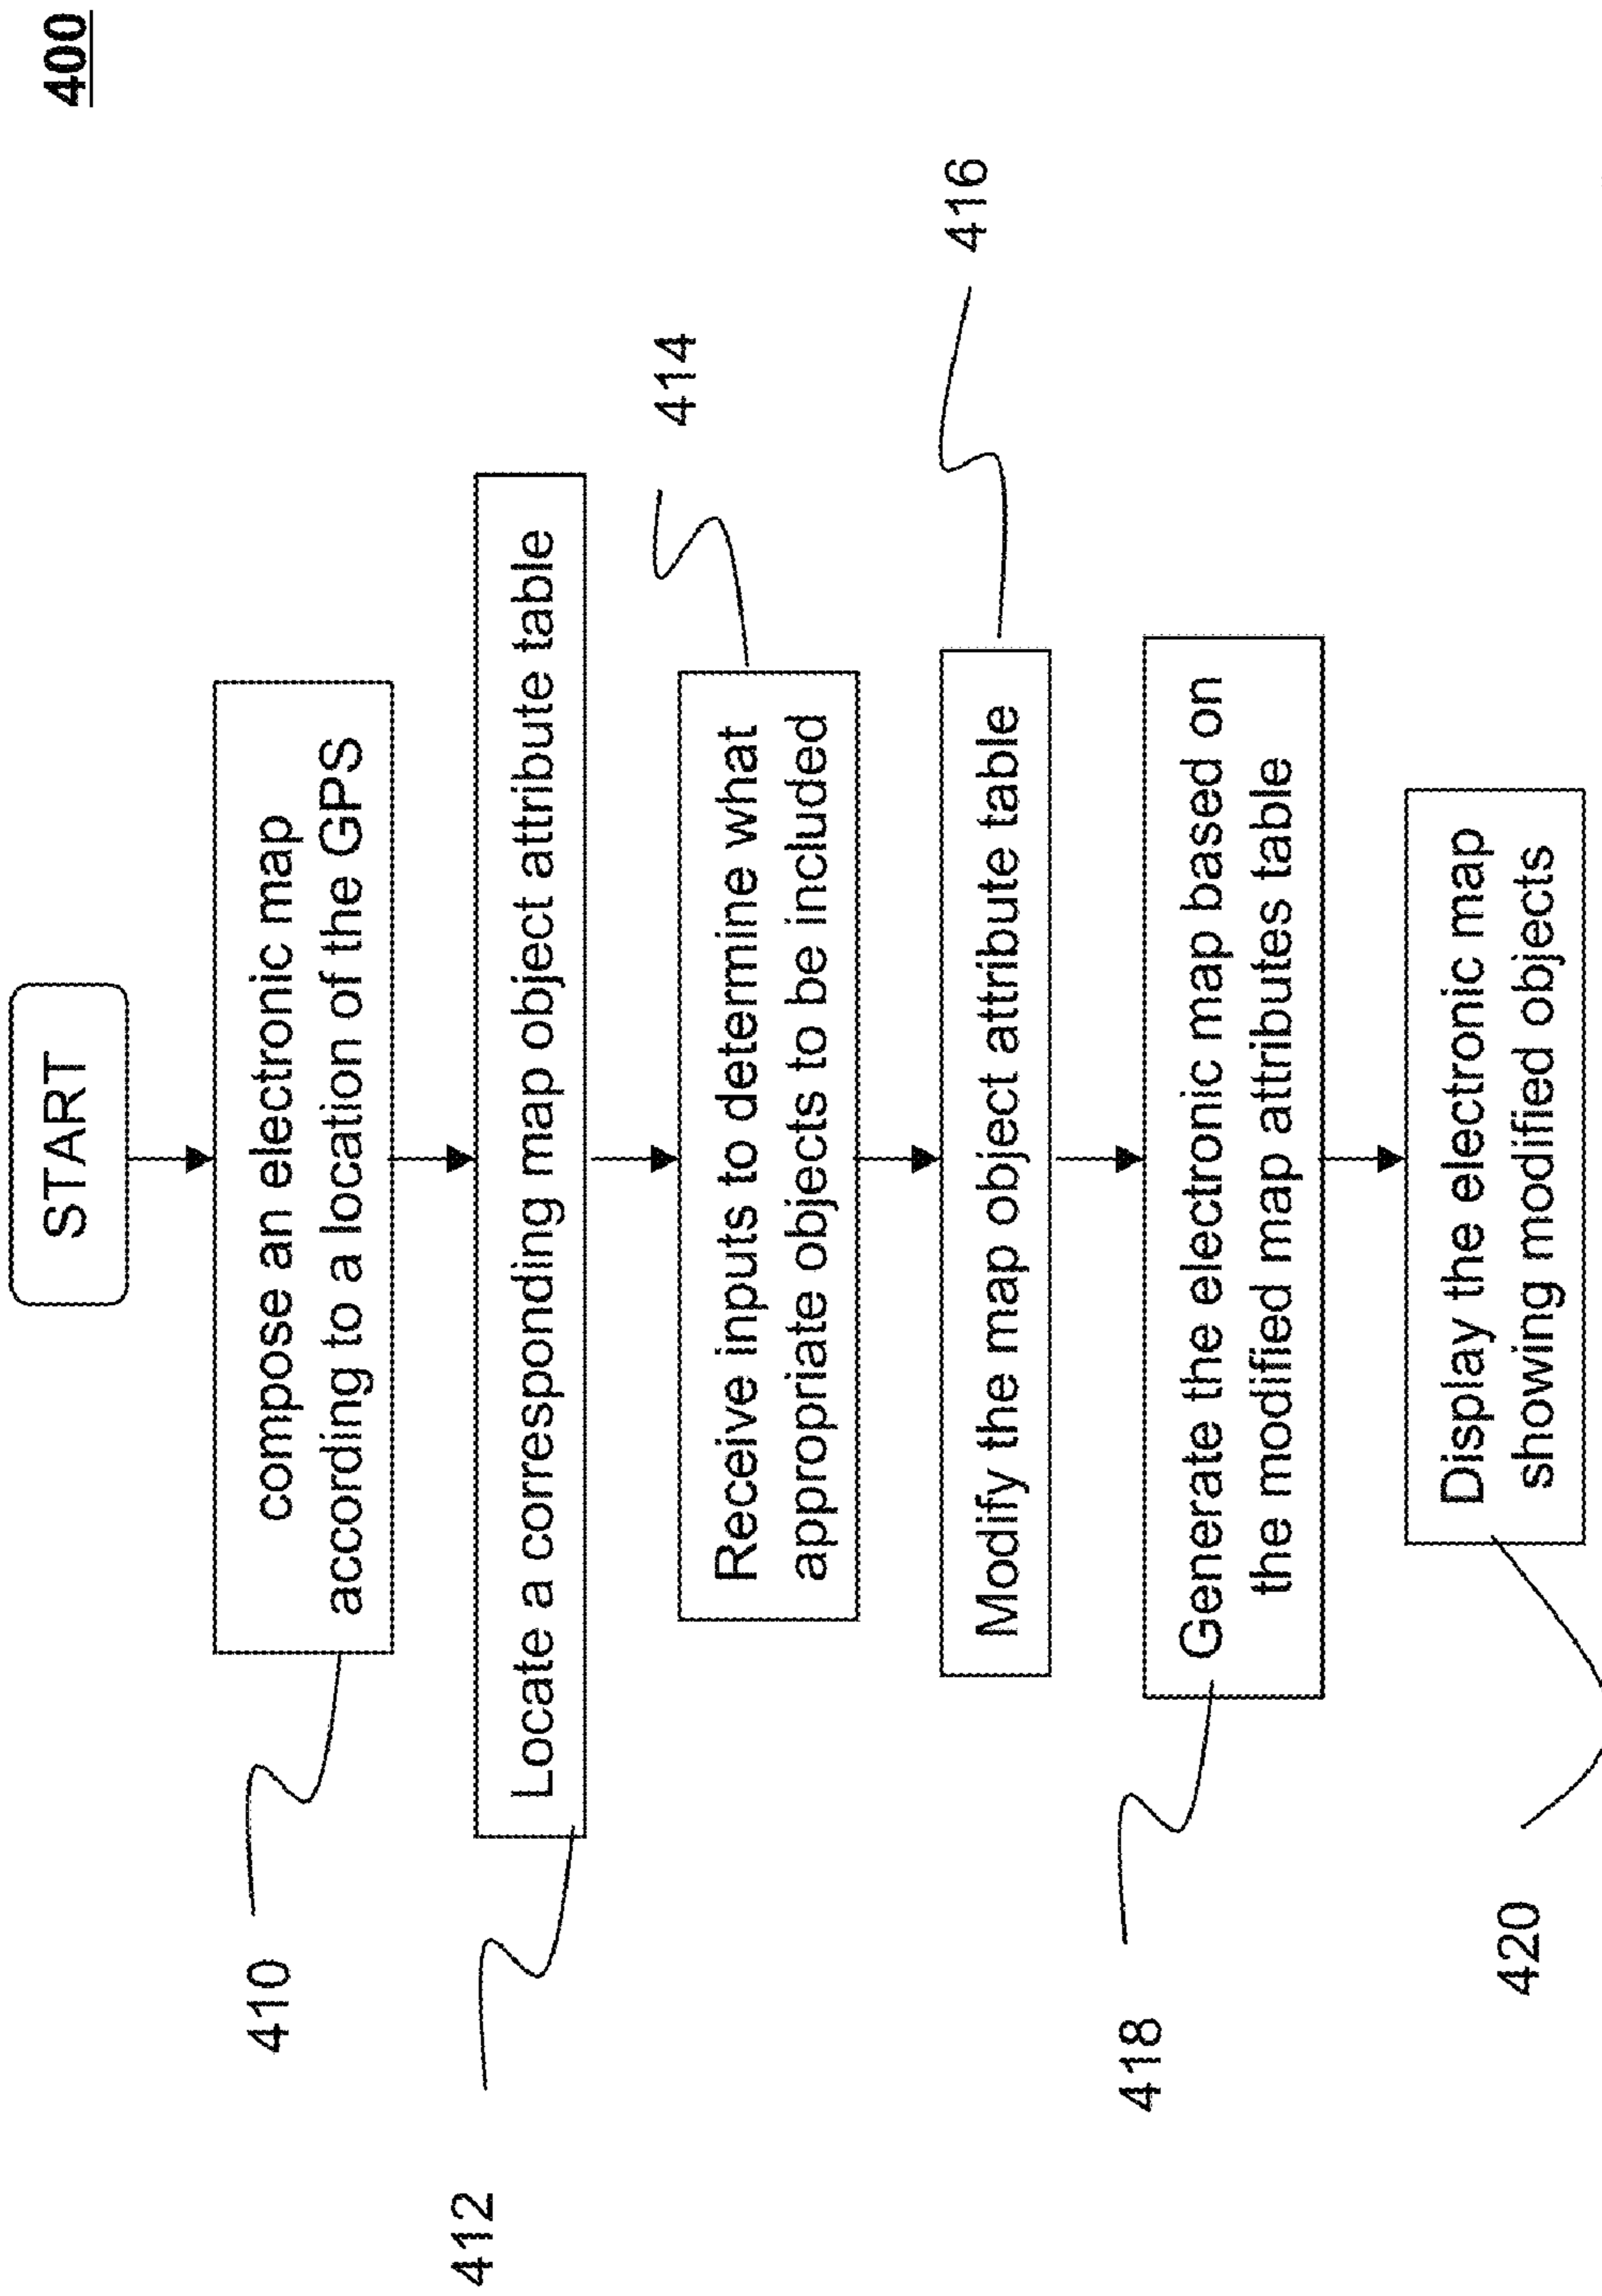 400
START
compose an electronic map
according to a location of the GPS
410
Locate a corresponding map object attribute table
412
Receive inputs to determine what
appropriate objects to be included
414
Modify the map object attribute table
416
Generate the electronic map based on
the modified map attributes table
418
Display the electronic map
showing modified objects
420